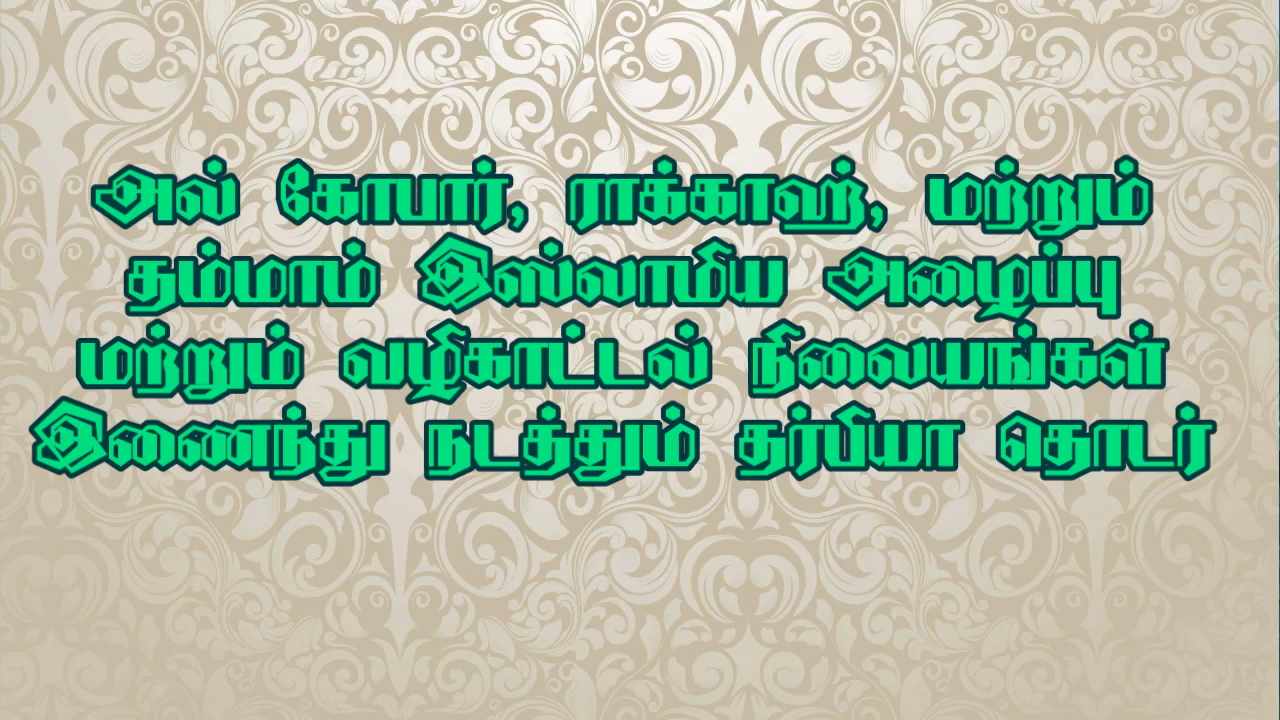 அல் கோபார், ராக்காஹ், மற்றும்
தம்மாம் இஸ்லாமிய அழைப்பு
மற்றும் வழிகாட்டல் நிலையங்கள்
இணைந்து நடத்தும் தர்பியா தொடர்